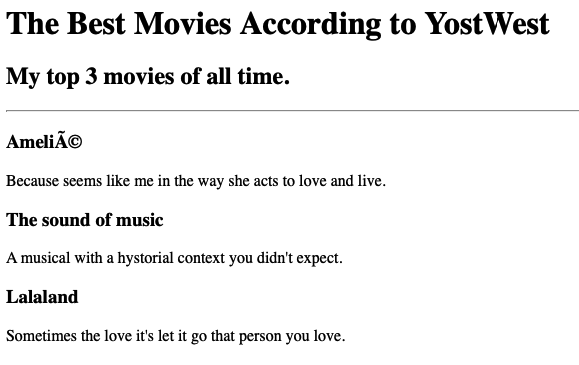 The Best Movies According to YostWest
My top 3 movies of all time.
AmeliÃ©
Because seems like me in the way she acts to love and live.
The sound of music
A musical with a hystorial context you didn't expect.
Lalaland
Sometimes the love it's let it go that person you love.